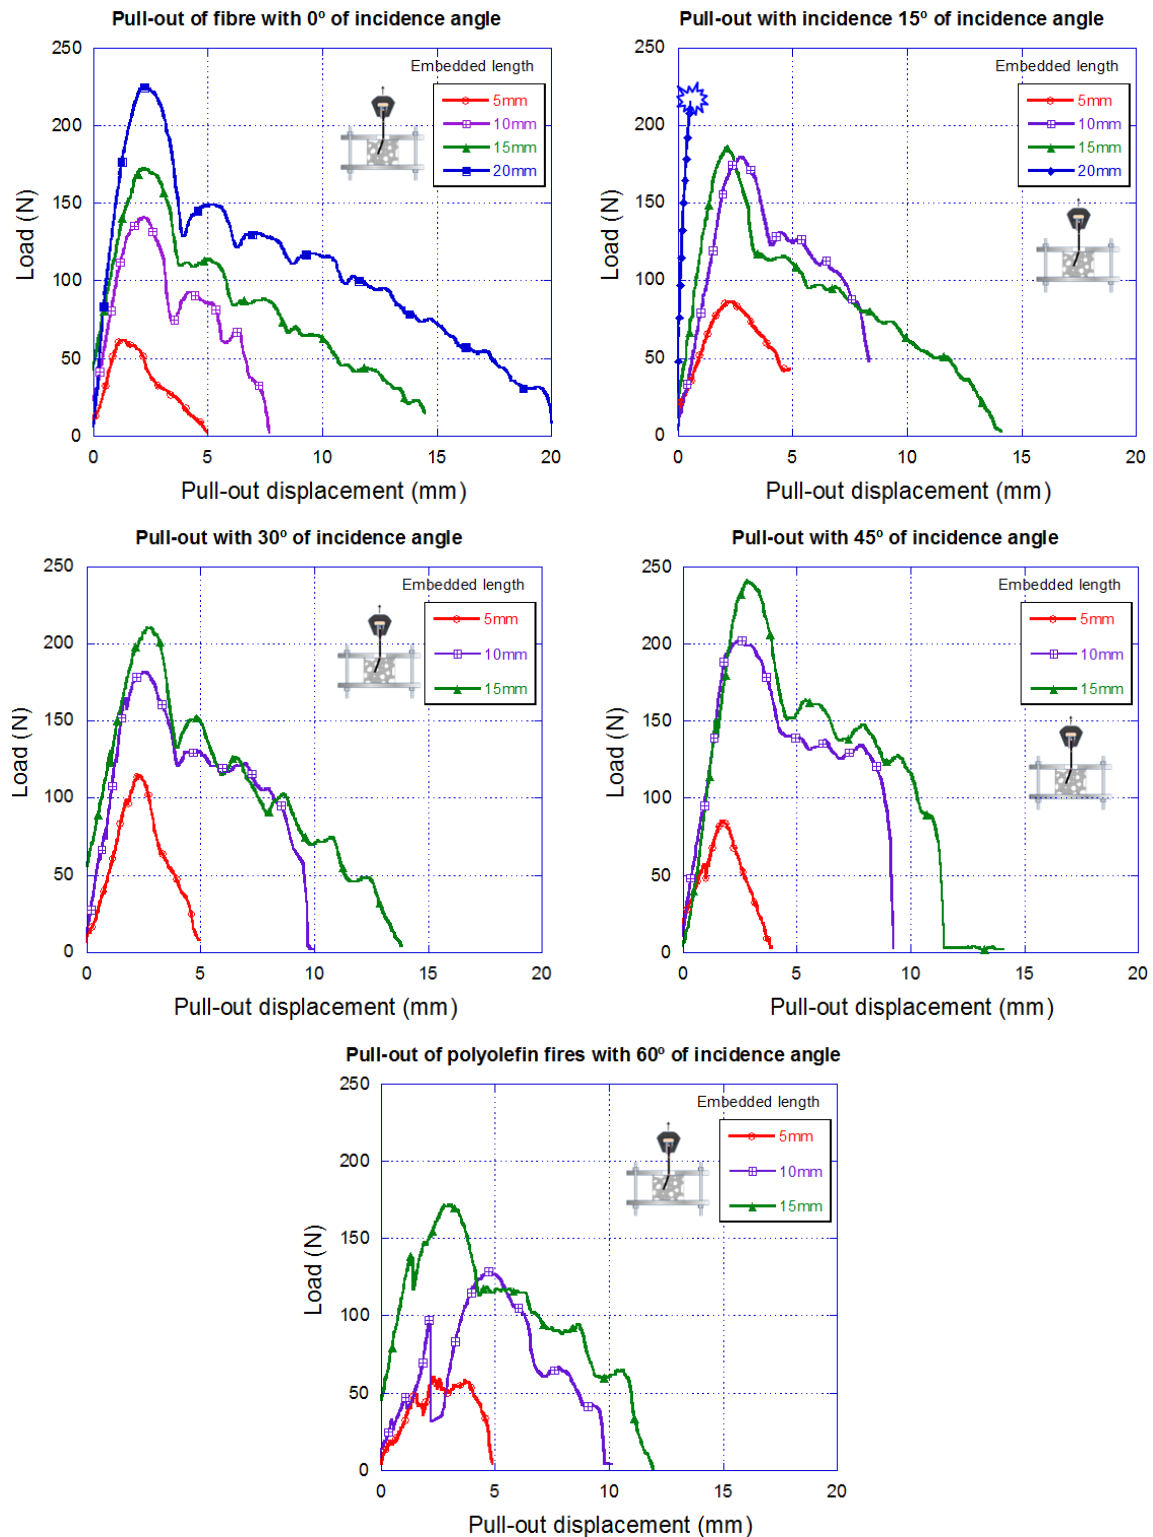 Pull-out of fibre with 0º of incidence angle
250
200
150
100
50
0
Load (N)
0 5 10 15 20
Pull-out displacement (mm)
Embedded length
5mm
10mm
15mm
20mm
Pull-out with incidence 15º of incidence angle
250
200
150
100
50
0
Load (N)
0 5 10 15 20
Pull-out displacement (mm)
Embedded length
5mm
10mm
15mm
20mm
Pull-out with 30º of incidence angle
250
200
150
100
50
0
Load (N)
0 5 10 15 20
Pull-out displacement (mm)
Embedded length
5mm
10mm
15mm
Pull-out with 45º of incidence angle
250
200
150
100
50
0
Load (N)
0 5 10 15 20
Pull-out displacement (mm)
Embedded length
5mm
10mm
15mm
Pull-out of polyolefin fires with 60º of incidence angle
250
200
150
100
50
0
Load (N)
0 5 10 15 20
Pull-out displacement (mm)
Embedded length
5mm
10mm
15mm